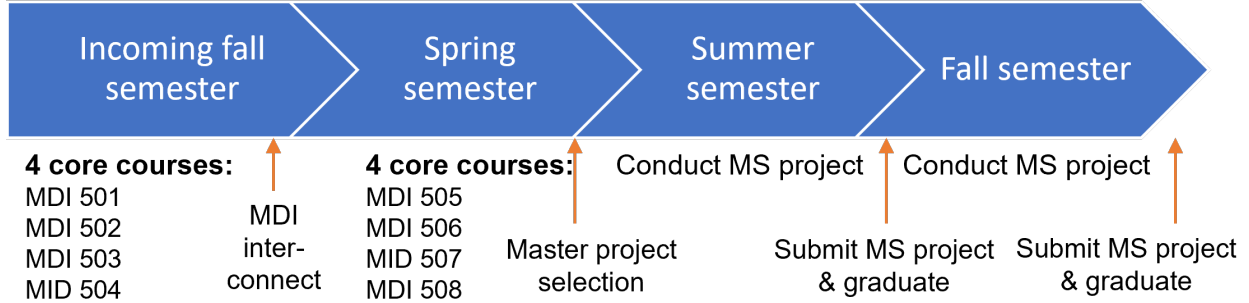 Incoming fall
semester
Spring
semester
Summer
semester
Fall semester
4 core courses:
MDI 501
MDI 502
MDI 503
MID 504
MDI
inter-
connect
4 core courses:
MDI 505
MDI 506
MID 507
MDI 508
Master project
selection
Conduct MS project
Submit MS project
& graduate
Conduct MS project
Submit MS project
& graduate